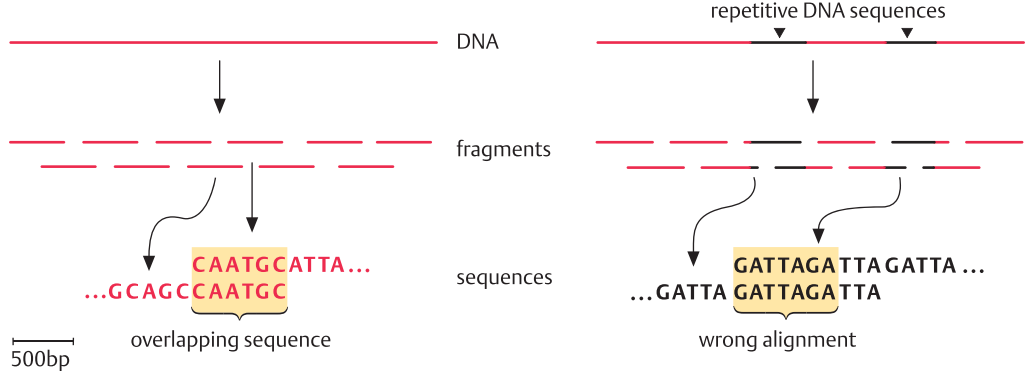 repetitive DNA sequences
DNA
fragments
CAATGCATTA...
...GCAGCCAATGC
sequences
GATTAGATTAGATTA...
...GATTAGATTAGATTA
overlapping sequence
wrong alignment
500bp